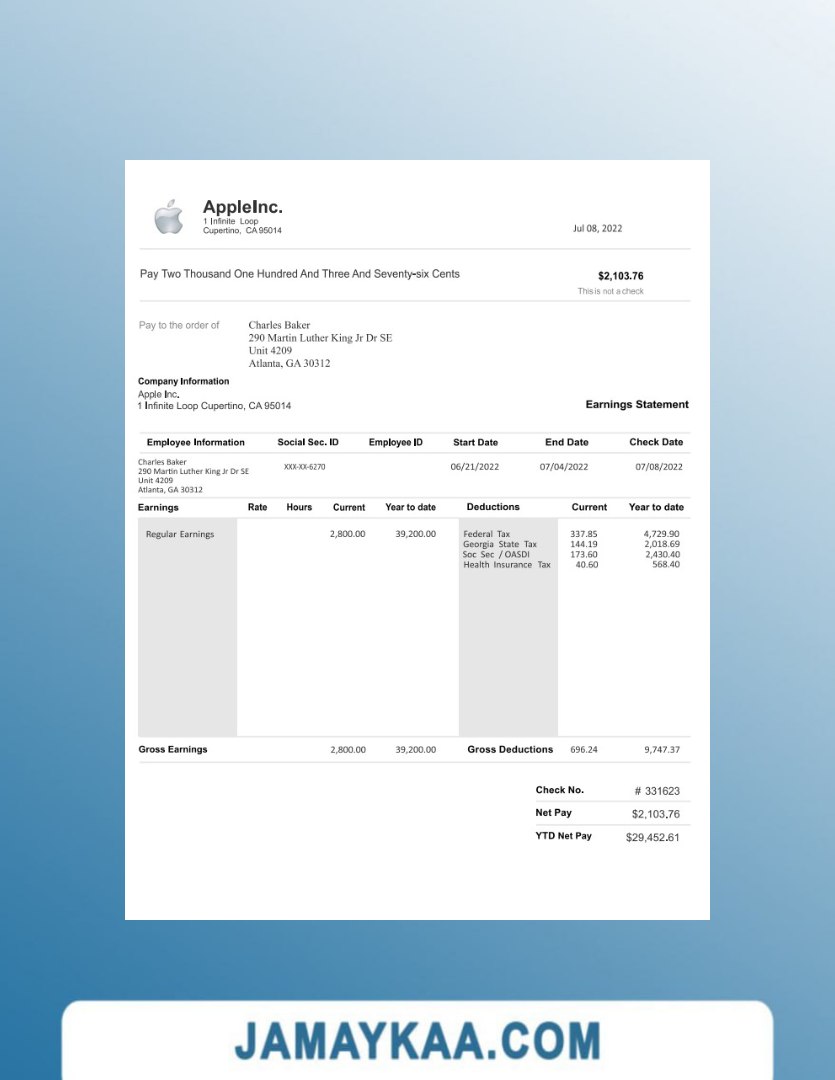 AppleInc.
1 Infinite Loop
Cupertino, CA 95014
Jul 08, 2022
Pay Two Thousand One Hundred And Three And Seventy-six Cents
$2,103.76
This is not a check
Pay to the order of
Charles Baker
290 Martin Luther King Jr Dr SE
Unit 4209
Atlanta, GA 30312
Company Information
Apple Inc.
1 Infinite Loop Cupertino, CA 95014
Earnings Statement
Employee Information Social Sec. ID Employee ID Start Date End Date Check Date
Charles Baker
290 Martin Luther King Jr Dr SE
Unit 4209
Atlanta, GA 30312
XXX-XX-6270 06/21/2022 07/04/2022 07/08/2022
Earnings Rate Hours Current Year to date Deductions Current Year to date
Regular Earnings 2,800.00 39,200.00 Federal Tax 337.85 4,729.90
Georgia State Tax 144.19 2,018.69
Soc Sec / OASDI 173.60 2,430.40
Health Insurance Tax 40.60 568.40
Gross Earnings 2,800.00 39,200.00 Gross Deductions 696.24 9,747.37
Check No. # 331623
Net Pay $2,103.76
YTD Net Pay $29,452.61
JAMAYKAA.COM